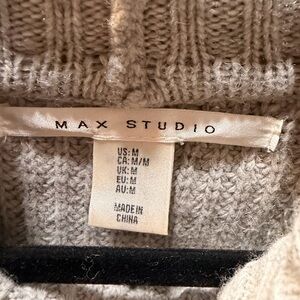 MAX STUDIO
US:M
CA:M/M
UK:M
EU:M
AU:M
MADE IN
CHINA